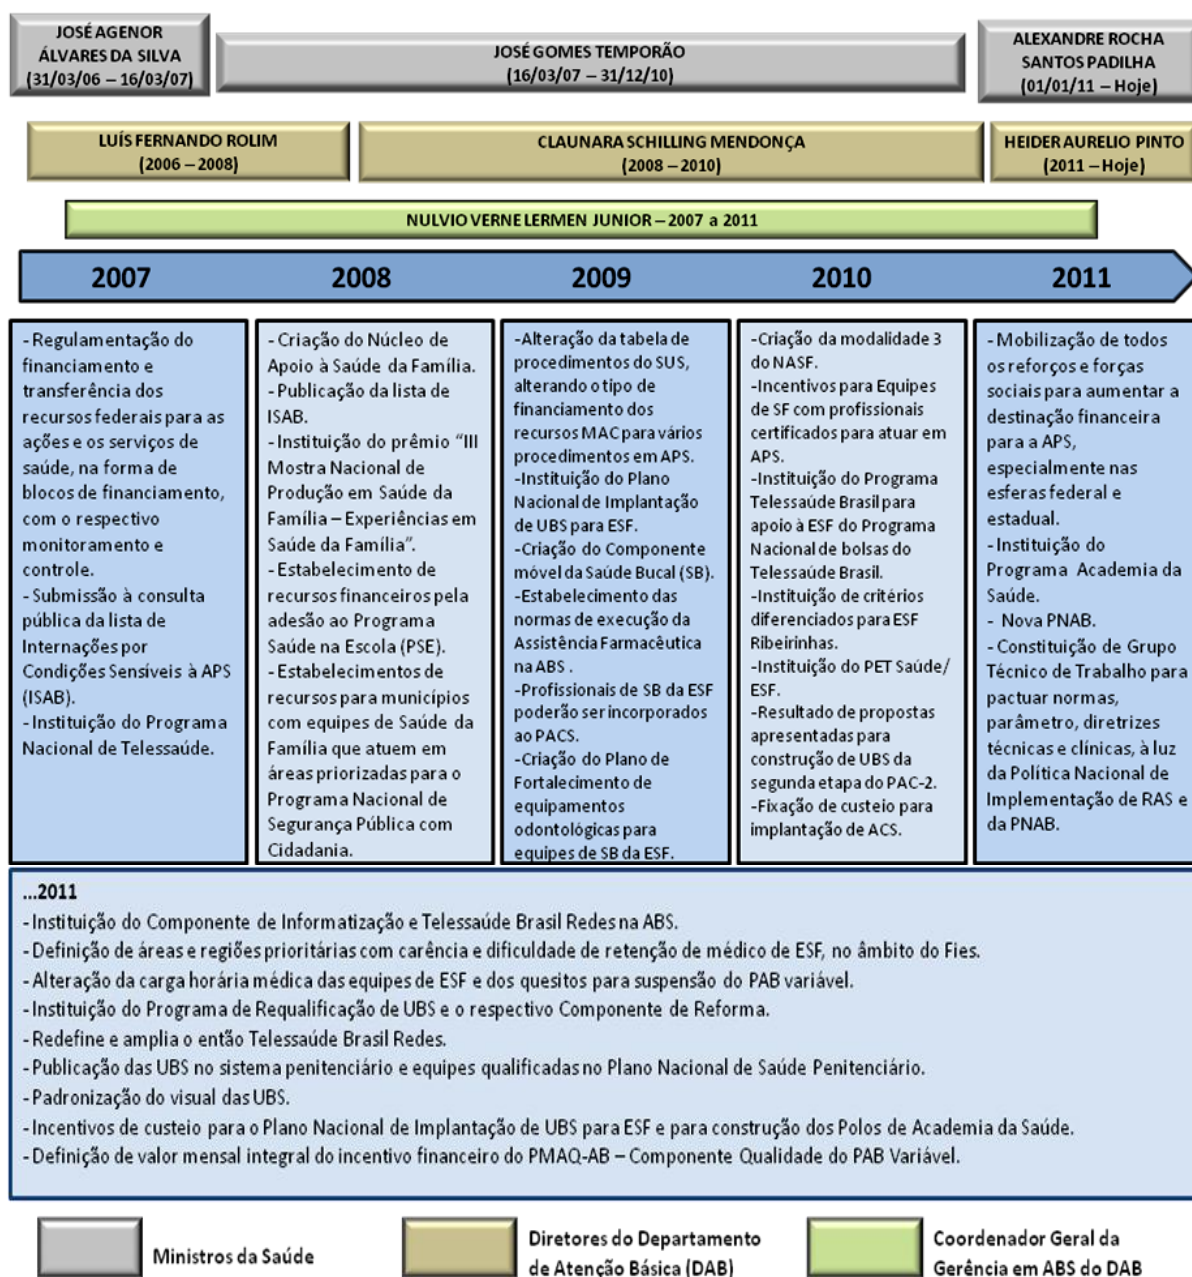 JOSÉ AGENOR
ÁLVARES DA SILVA
(31/03/06 – 16/03/07)
JOSÉ GOMES TEMPORÃO
(16/03/07 – 31/12/10)
ALEXANDRE ROCHA
SANTOS PADILHA
(01/01/11 – Hoje)
LUÍS FERNANDO ROLIM
(2006 – 2008)
CLAUNARA SCHILLING MENDONÇA
(2008 – 2010)
HEIDER AURELIO PINTO
(2011 – Hoje)
NULVIO VERNE LERMEN JUNIOR – 2007 a 2011
2007
2008
2009
2010
2011
- Regulamentação do
financiamento e
transferência dos
recursos federais para as
ações e os serviços de
saúde, na forma de
blocos de financiamento,
com o respectivo
monitoramento e
controle.
- Submissão à consulta
pública da lista de
Internações por
Condições Sensíveis à APS
(ISAB).
- Instituição do Programa
Nacional de Telessaúde.
- Criação do Núcleo de
Apoio à Saúde da Família.
- Publicação da lista de
ISAB.
- Instituição do prêmio “III
Mostra Nacional de
Produção em Saúde da
Família – Experiências em
Saúde da Família”.
- Estabelecimento de
recursos financeiros pela
adesão ao Programa
Saúde na Escola (PSE).
- Estabelecimentos de
recursos para municípios
com equipes de Saúde da
Família que atuem em
áreas priorizadas para o
Programa Nacional de
Segurança Pública com
Cidadania.
-Alteração da tabela de
procedimentos do SUS,
alterando o tipo de
financiamento dos
recursos MAC para vários
procedimentos em APS.
-Instituição do Plano
Nacional de Implantação
de UBS para ESF.
-Criação do Componente
móvel da Saúde Bucal (SB).
-Estabelecimento das
normas de execução da
Assistência Farmacêutica
na ABS .
-Profissionais de SB da ESF
poderão ser incorporados
ao PACS.
-Criação do Plano de
Fortalecimento de
equipamentos
odontológicas para
equipes de SB da ESF.
-Criação da modalidade 3
do NASF.
-Incentivos para Equipes
de SF com profissionais
certificados para atuar em
APS.
-Instituição do Programa
Telessaúde Brasil para
apoio à ESF do Programa
Nacional de bolsas do
Telessaúde Brasil.
-Instituição de critérios
diferenciados para ESF
Ribeirinhas.
-Instituição do PET Saúde/
ESF.
-Resultado de propostas
apresentadas para
construção de UBS da
segunda etapa do PAC-2.
-Fixação de custeio para
implantação de ACS.
- Mobilização de todos
os reforços e forças
sociais para aumentar a
destinação financeira
para a APS,
especialmente nas
esferas federal e
estadual.
- Instituição do
Programa Academia da
Saúde.
- Nova PNAB.
- Constituição de Grupo
Técnico de Trabalho para
pactuar normas,
parâmetro, diretrizes
técnicas e clínicas, à luz
da Política Nacional de
Implementação de RAS e
da PNAB.
...2011
- Instituição do Componente de Informatização e Telessaúde Brasil Redes na ABS.
- Definição de áreas e regiões prioritárias com carência e dificuldade de retenção de médico de ESF, no âmbito do Fies.
- Alteração da carga horária médica das equipes de ESF e dos quesitos para suspensão do PAB variável.
- Instituição do Programa de Requalificação de UBS e o respectivo Componente de Reforma.
- Redefine e amplia o então Telessaúde Brasil Redes.
- Publicação das UBS no sistema penitenciário e equipes qualificadas no Plano Nacional de Saúde Penitenciário.
- Padronização do visual das UBS.
- Incentivos de custeio para o Plano Nacional de Implantação de UBS para ESF e para construção dos Polos de Academia da Saúde.
- Definição de valor mensal integral do incentivo financeiro do PMAQ-AB – Componente Qualidade do PAB Variável.
Ministros da Saúde
Diretores do Departamento
de Atenção Básica (DAB)
Coordenador Geral da
Gerência em ABS do DAB